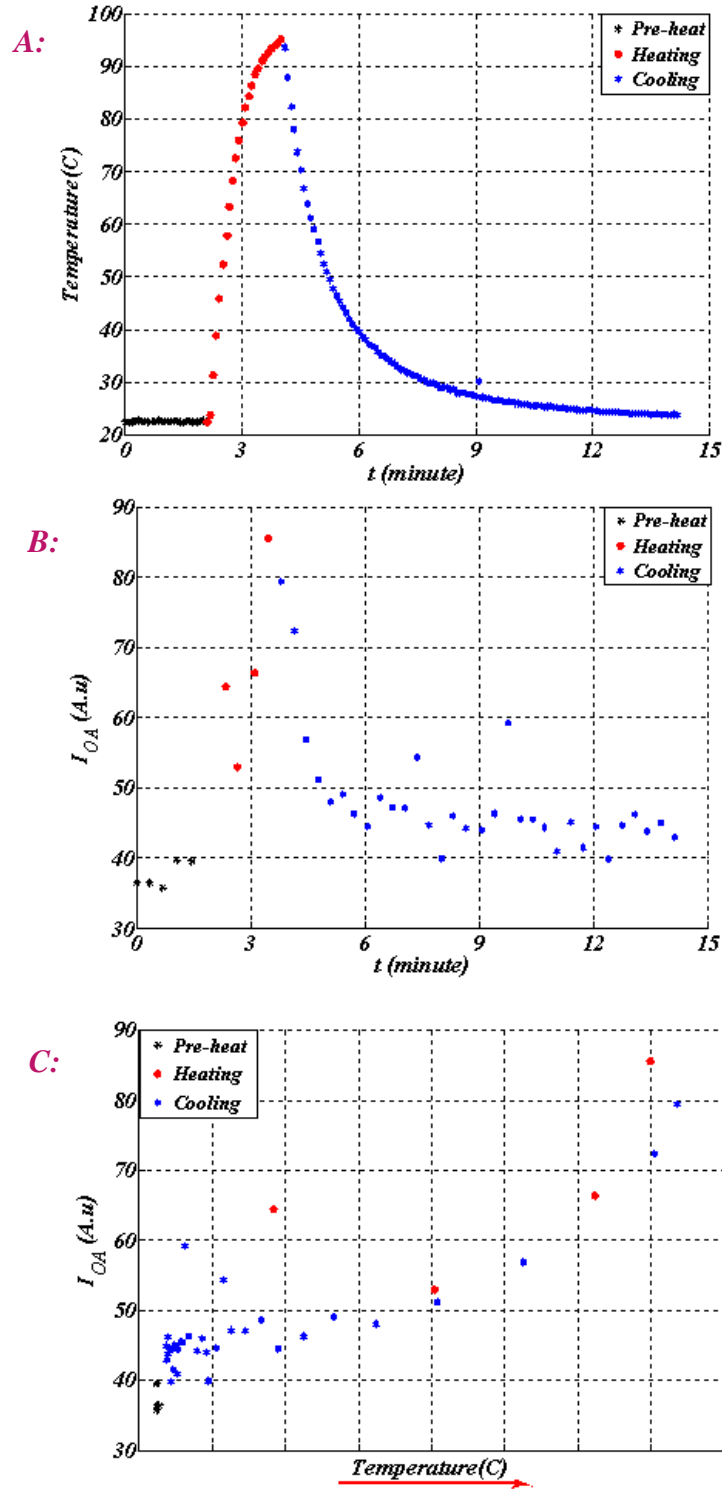 A:
Temperature(C)
100
90
80
70
60
50
40
30
20
0
3
6
9
12
15
t (minute)
Pre-heat
Heating
Cooling
B:
I_OA (A.u)
90
80
70
60
50
40
30
0
3
6
9
12
15
t (minute)
Pre-heat
Heating
Cooling
C:
I_OA (A.u)
90
80
70
60
50
40
30
Pre-heat
Heating
Cooling
Temperature(C)